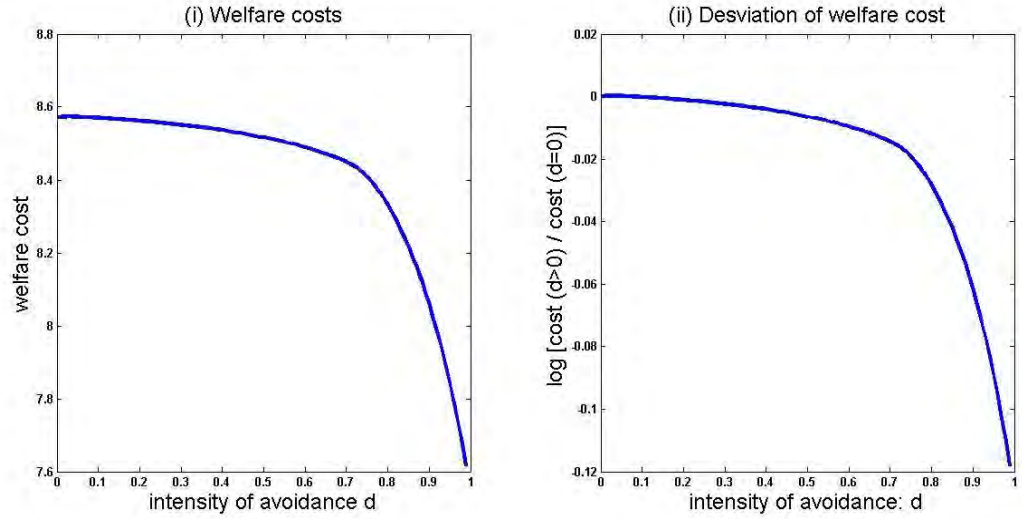 (i) Welfare costs
8.8
8.6
8.4
8.2
8
7.8
7.6
welfare cost
0 0.1 0.2 0.3 0.4 0.5 0.6 0.7 0.8 0.9 1
intensity of avoidance d
(ii) Desviation of welfare cost
0.02
0
-0.02
-0.04
-0.06
-0.08
-0.1
-0.12
log [cost (d>0) / cost (d=0)]
0 0.1 0.2 0.3 0.4 0.5 0.6 0.7 0.8 0.9 1
intensity of avoidance: d